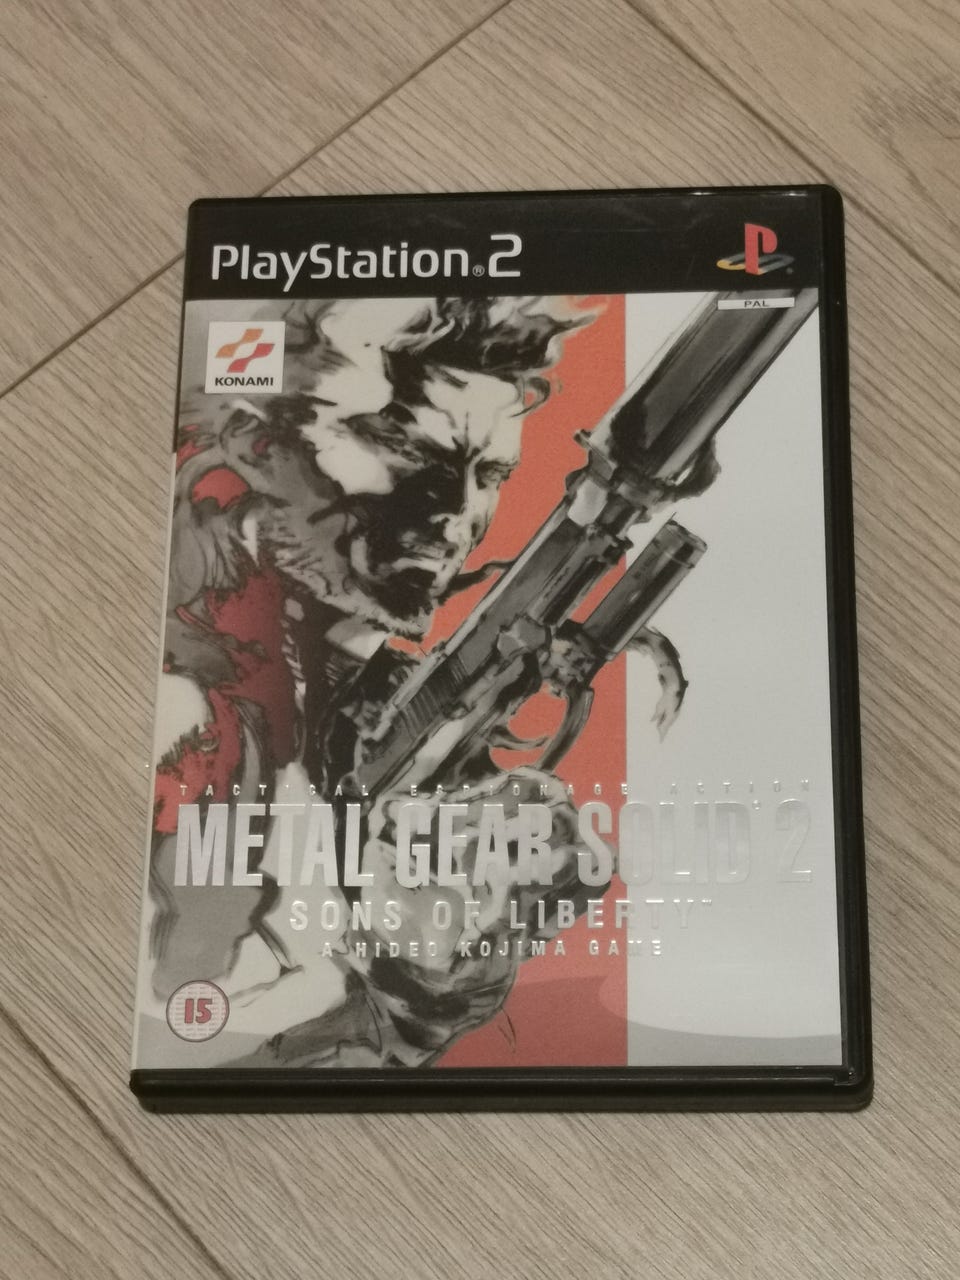 PlayStation®2
PAL
KONAMI
TACTICAL ESPIONAGE ACTION
METAL GEAR SOLID® 2
SONS OF LIBERTY™
A HIDEO KOJIMA GAME
15